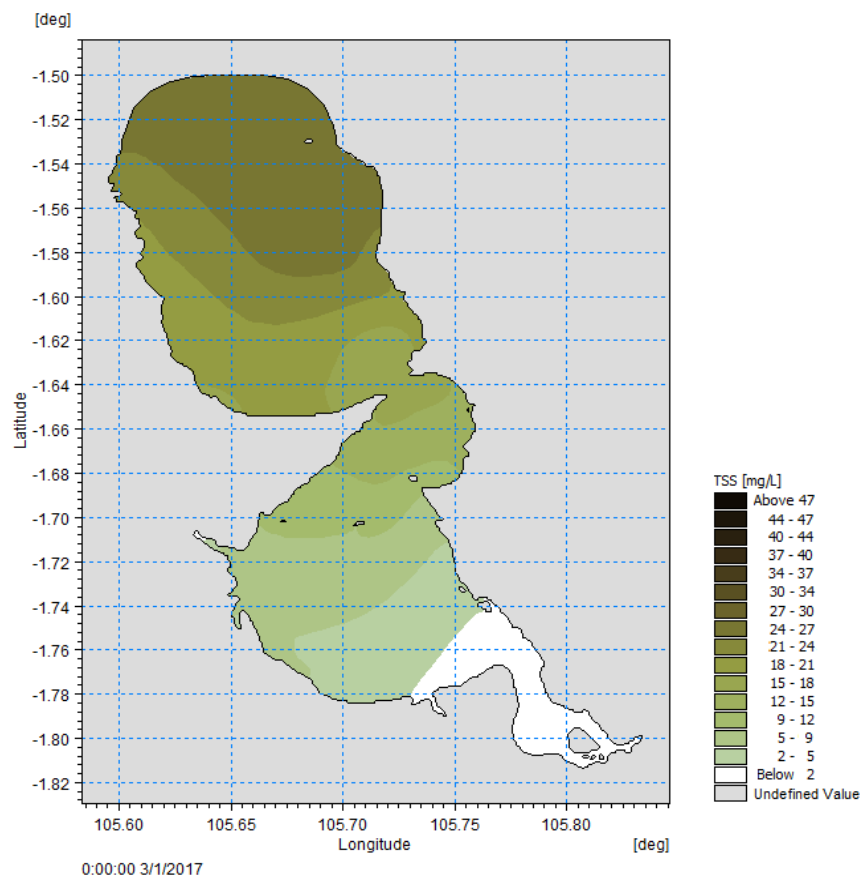 [deg]
-1.50
-1.52
-1.54
-1.56
-1.58
-1.60
-1.62
-1.64
-1.66
-1.68
-1.70
-1.72
-1.74
-1.76
-1.78
-1.80
-1.82
Latitude
105.60 105.65 105.70 105.75 105.80
Longitude [deg]
0:00:00 3/1/2017
TSS [mg/L]
Above 47
44 - 47
40 - 44
37 - 40
34 - 37
30 - 34
27 - 30
24 - 27
21 - 24
18 - 21
15 - 18
12 - 15
9 - 12
5 - 9
2 - 5
Below 2
Undefined Value